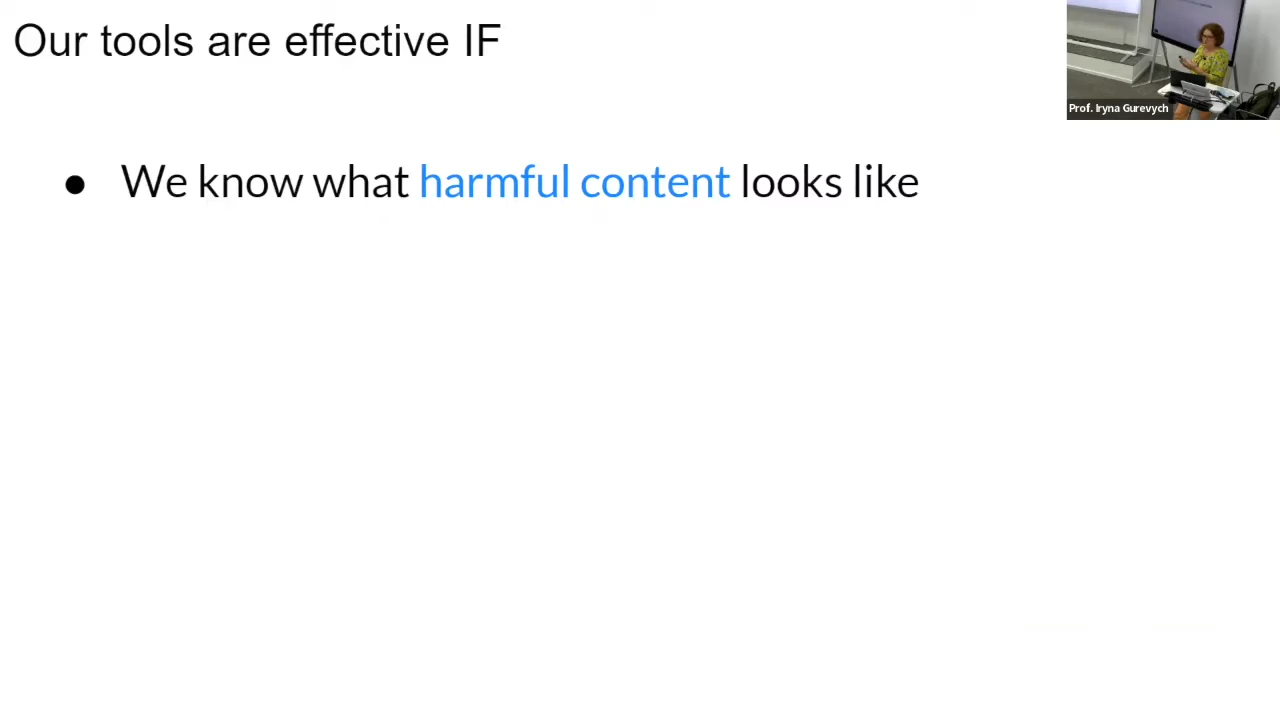 Our tools are effective IF
Prof. Iryna Gurevych
● We know what harmful content looks like